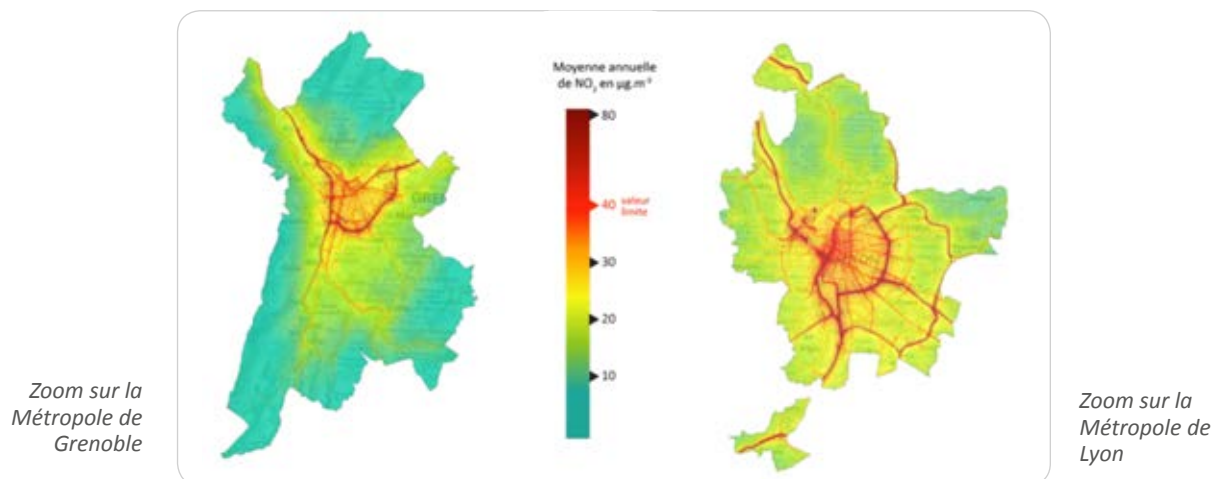 Moyenne annuelle
de NO₂ en µg.m⁻³
80
40 valeur
limite
30
20
10
Zoom sur la
Métropole de
Grenoble
Zoom sur la
Métropole de
Lyon